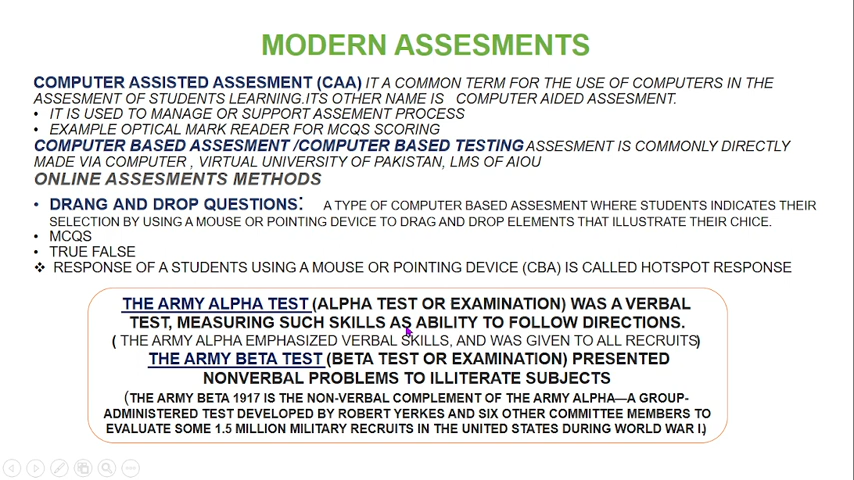 MODERN ASSESMENTS
COMPUTER ASSISTED ASSESMENT (CAA) IT A COMMON TERM FOR THE USE OF COMPUTERS IN THE
ASSESMENT OF STUDENTS LEARNING.ITS OTHER NAME IS COMPUTER AIDED ASSESMENT.
• IT IS USED TO MANAGE OR SUPPORT ASSEMENT PROCESS
• EXAMPLE OPTICAL MARK READER FOR MCQS SCORING
COMPUTER BASED ASSESMENT /COMPUTER BASED TESTING ASSESMENT IS COMMONLY DIRECTLY
MADE VIA COMPUTER , VIRTUAL UNIVERSITY OF PAKISTAN, LMS OF AIOU
ONLINE ASSESMENTS METHODS
• DRANG AND DROP QUESTIONS: A TYPE OF COMPUTER BASED ASSESMENT WHERE STUDENTS INDICATES THEIR
SELECTION BY USING A MOUSE OR POINTING DEVICE TO DRAG AND DROP ELEMENTS THAT ILLUSTRATE THEIR CHICE.
• MCQS
• TRUE FALSE
❖ RESPONSE OF A STUDENTS USING A MOUSE OR POINTING DEVICE (CBA) IS CALLED HOTSPOT RESPONSE
THE ARMY ALPHA TEST (ALPHA TEST OR EXAMINATION) WAS A VERBAL
TEST, MEASURING SUCH SKILLS AS ABILITY TO FOLLOW DIRECTIONS.
( THE ARMY ALPHA EMPHASIZED VERBAL SKILLS, AND WAS GIVEN TO ALL RECRUITS)
THE ARMY BETA TEST (BETA TEST OR EXAMINATION) PRESENTED
NONVERBAL PROBLEMS TO ILLITERATE SUBJECTS
(THE ARMY BETA 1917 IS THE NON-VERBAL COMPLEMENT OF THE ARMY ALPHA—A GROUP-
ADMINISTERED TEST DEVELOPED BY ROBERT YERKES AND SIX OTHER COMMITTEE MEMBERS TO
EVALUATE SOME 1.5 MILLION MILITARY RECRUITS IN THE UNITED STATES DURING WORLD WAR I.)